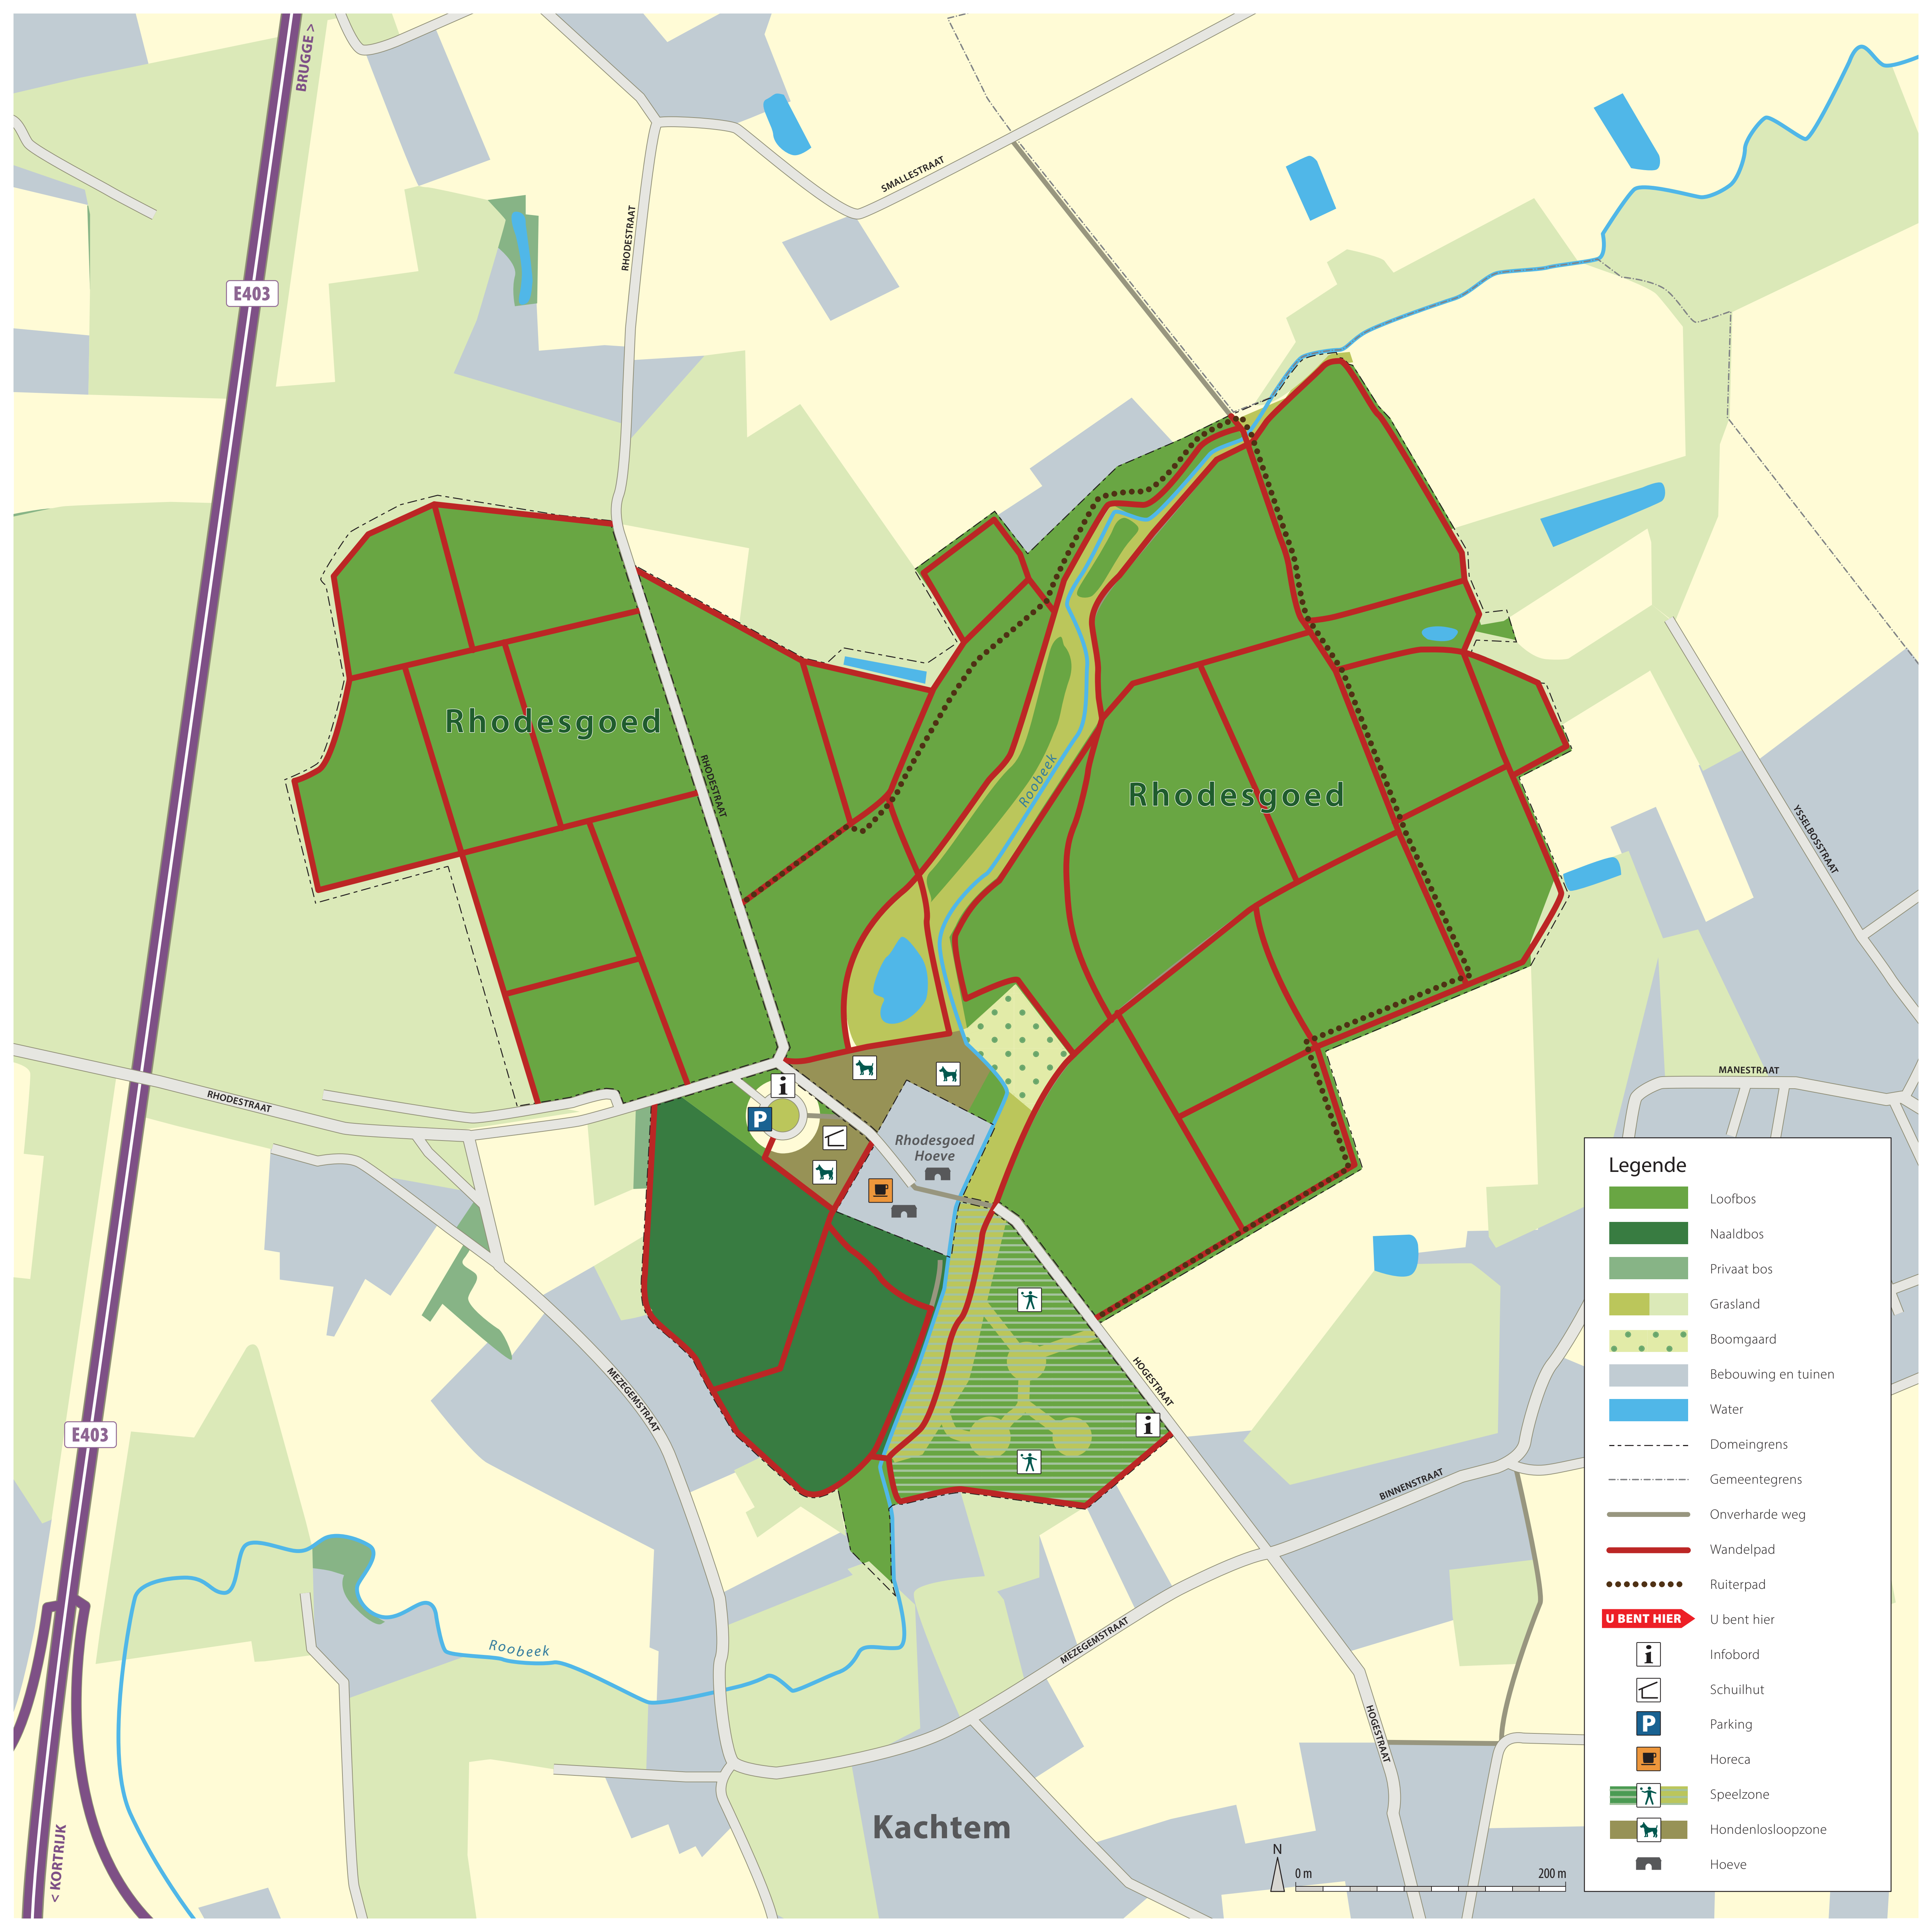 BRUGGE >
SMALLESTRAAT
RHODESTRAAT
E403
Rhodesgoed
RHODESTRAAT
Roobeek
Rhodesgoed
YSSELBOSSTRAAT
RHODESTRAAT
i
P
Rhodesgoed
Hoeve
MANESTRAAT
MEZEGEMSTRAAT
HOGESTRAAT
i
E403
BINNENSTRAAT
Roobeek
MEZEGEMSTRAAT
HOGESTRAAT
< KORTRIJK
Kachtem
N
0 m
200 m
Legende
Loofbos
Naaldbos
Privaat bos
Grasland
Boomgaard
Bebouwing en tuinen
Water
Domeingrens
Gemeentegrens
Onverharde weg
Wandelpad
Ruiterpad
U BENT HIER U bent hier
i Infobord
Schuilhut
P Parking
Horeca
Speelzone
Hondenlosloopzone
Hoeve